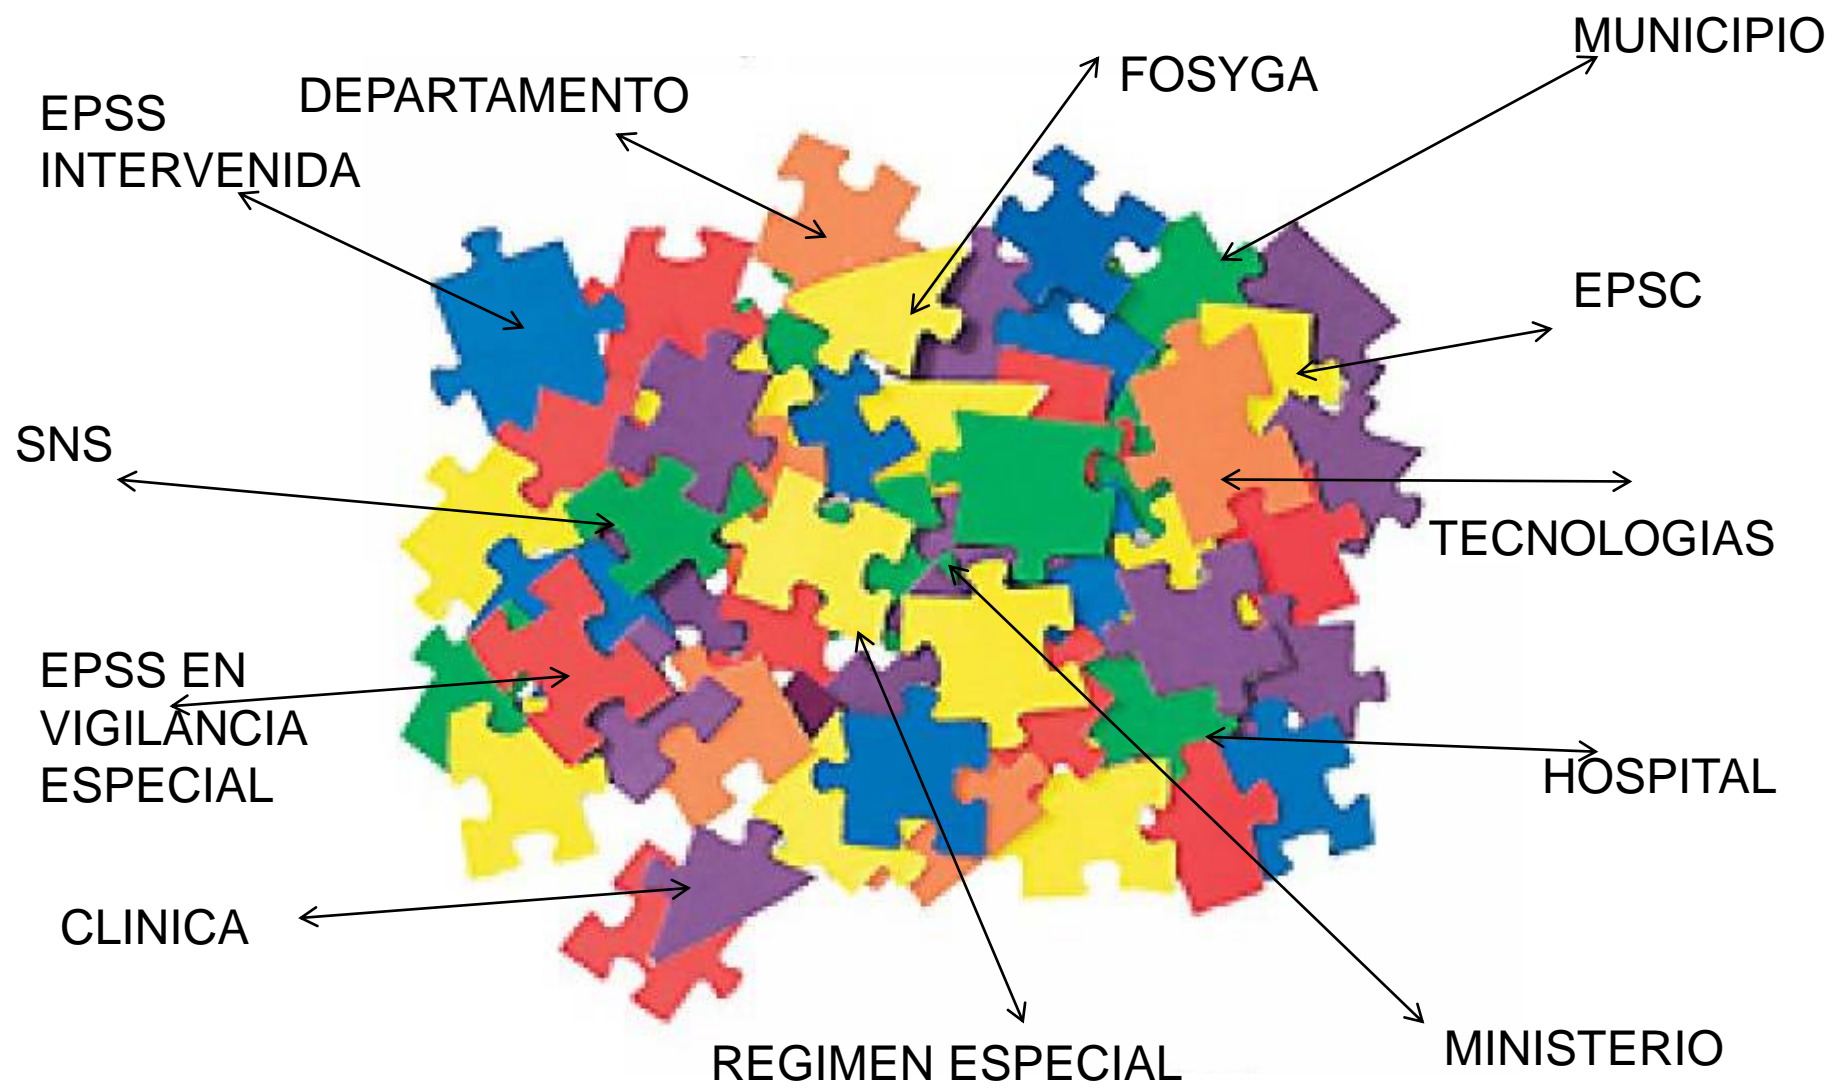 MUNICIPIO
FOSYGA
DEPARTAMENTO
EPSS
INTERVENIDA
EPSC
SNS
TECNOLOGIAS
EPSS EN
VIGILANCIA
ESPECIAL
HOSPITAL
CLINICA
REGIMEN ESPECIAL
MINISTERIO